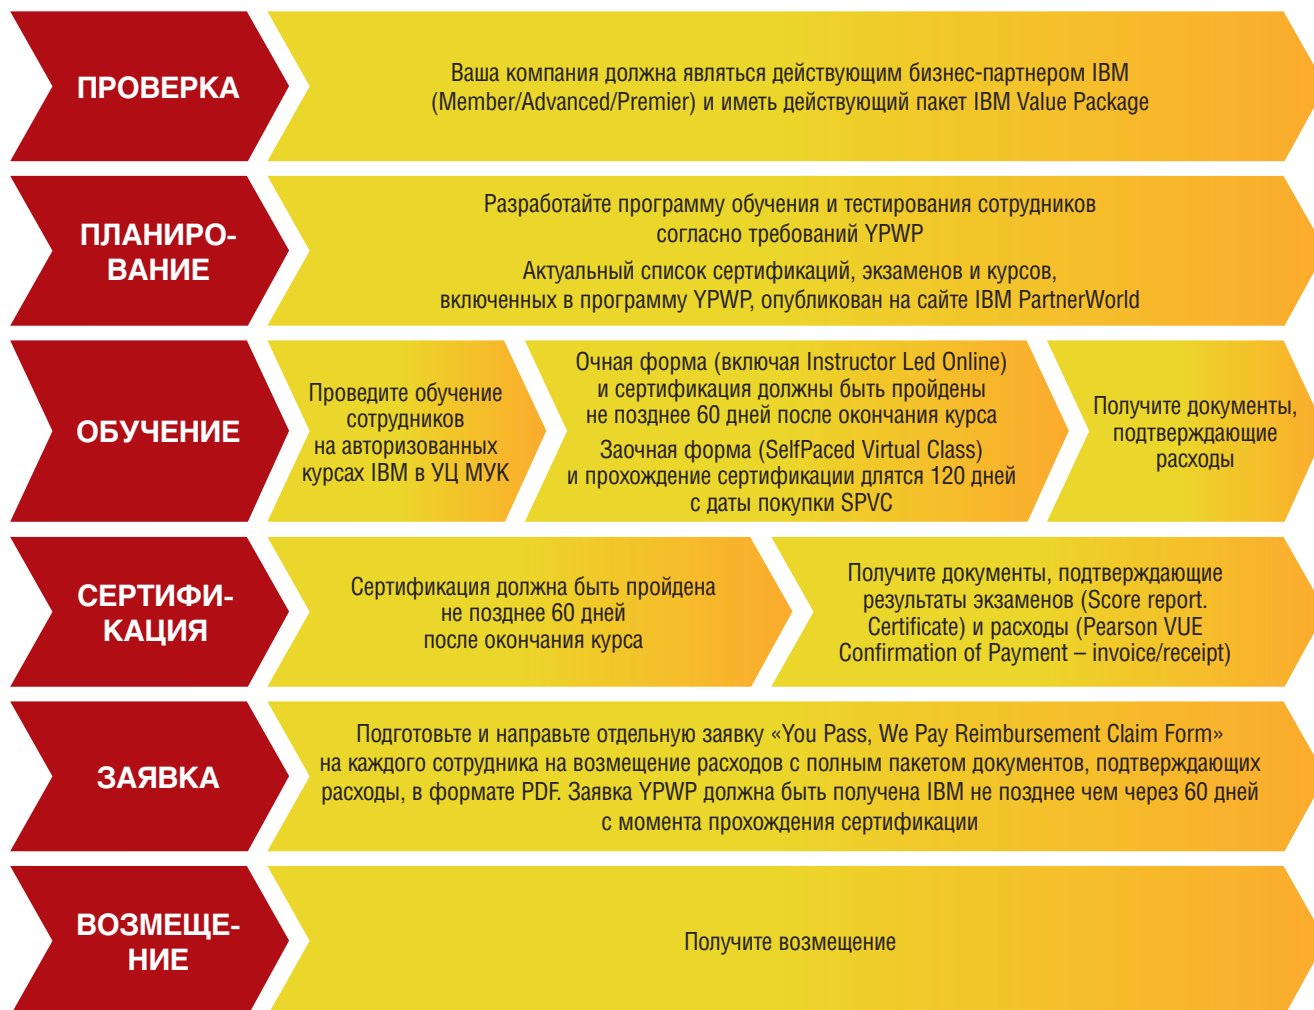 ПРОВЕРКА
Ваша компания должна являться действующим бизнес-партнером IBM
(Member/Advanced/Premier) и иметь действующий пакет IBM Value Package
ПЛАНИРО-
ВАНИЕ
Разработайте программу обучения и тестирования сотрудников
согласно требований YPWP
Актуальный список сертификаций, экзаменов и курсов,
включенных в программу YPWP, опубликован на сайте IBM PartnerWorld
ОБУЧЕНИЕ
Проведите обучение
сотрудников
на авторизованных
курсах IBM в УЦ МУК
Очная форма (включая Instructor Led Online)
и сертификация должны быть пройдены
не позднее 60 дней после окончания курса
Заочная форма (SelfPaced Virtual Class)
и прохождение сертификации длятся 120 дней
с даты покупки SPVC
Получите документы,
подтверждающие
расходы
СЕРТИФИ-
КАЦИЯ
Сертификация должна быть пройдена
не позднее 60 дней
после окончания курса
Получите документы, подтверждающие
результаты экзаменов (Score report.
Certificate) и расходы (Pearson VUE
Confirmation of Payment – invoice/receipt)
ЗАЯВКА
Подготовьте и направьте отдельную заявку «You Pass, We Pay Reimbursement Claim Form»
на каждого сотрудника на возмещение расходов с полным пакетом документов, подтверждающих
расходы, в формате PDF. Заявка YPWP должна быть получена IBM не позднее чем через 60 дней
с момента прохождения сертификации
ВОЗМЕЩЕ-
НИЕ
Получите возмещение